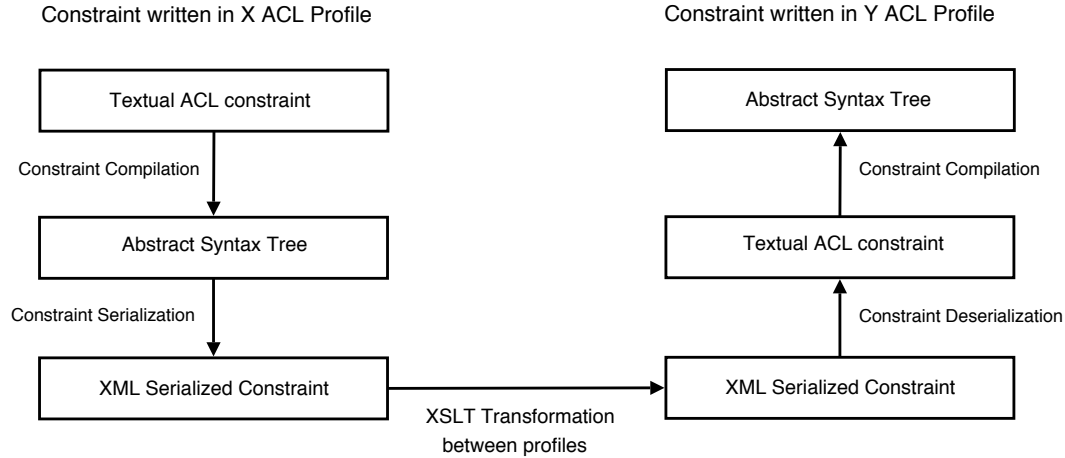 Constraint written in X ACL Profile
Constraint written in Y ACL Profile
Textual ACL constraint
Abstract Syntax Tree
Constraint Compilation
Constraint Compilation
Abstract Syntax Tree
Textual ACL constraint
Constraint Serialization
Constraint Deserialization
XML Serialized Constraint
XML Serialized Constraint
XSLT Transformation
between profiles